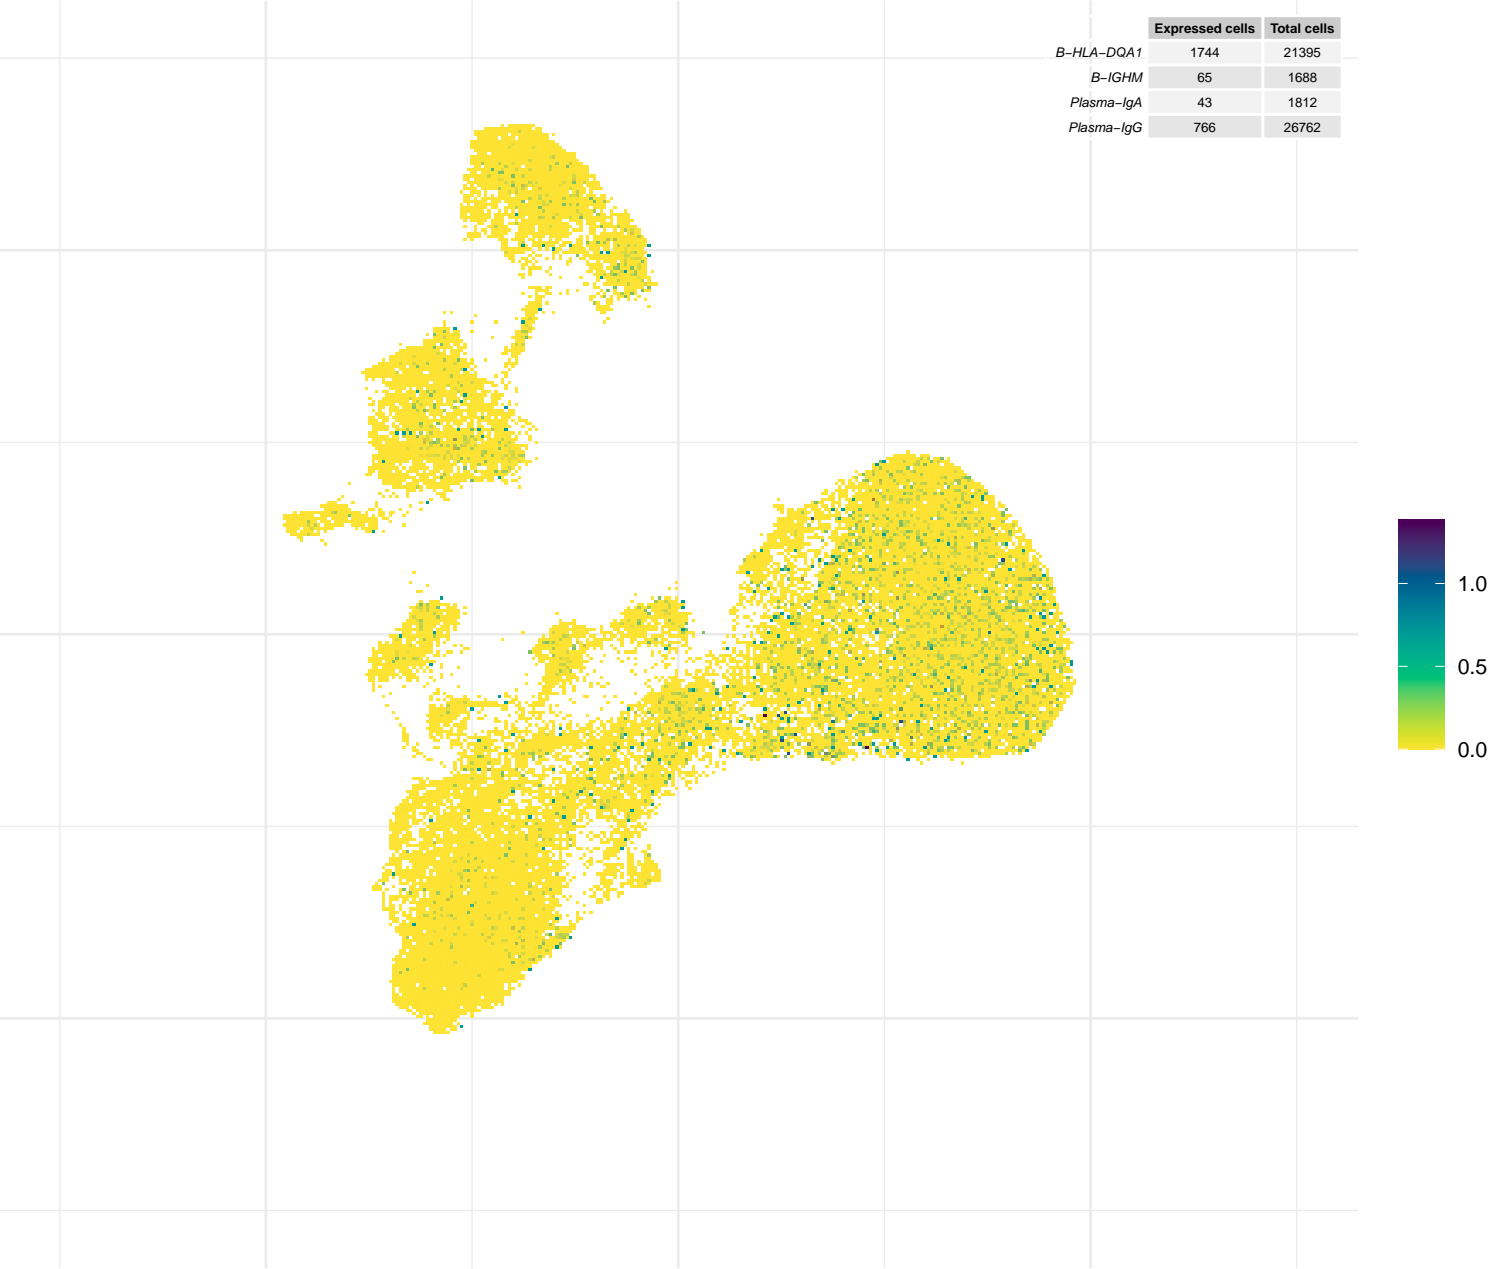 Expressed cells Total cells
B−HLA−DQA1 1744 21395
B−IGHM 65 1688
Plasma−IgA 43 1812
Plasma−IgG 766 26762
1.0
0.5
0.0